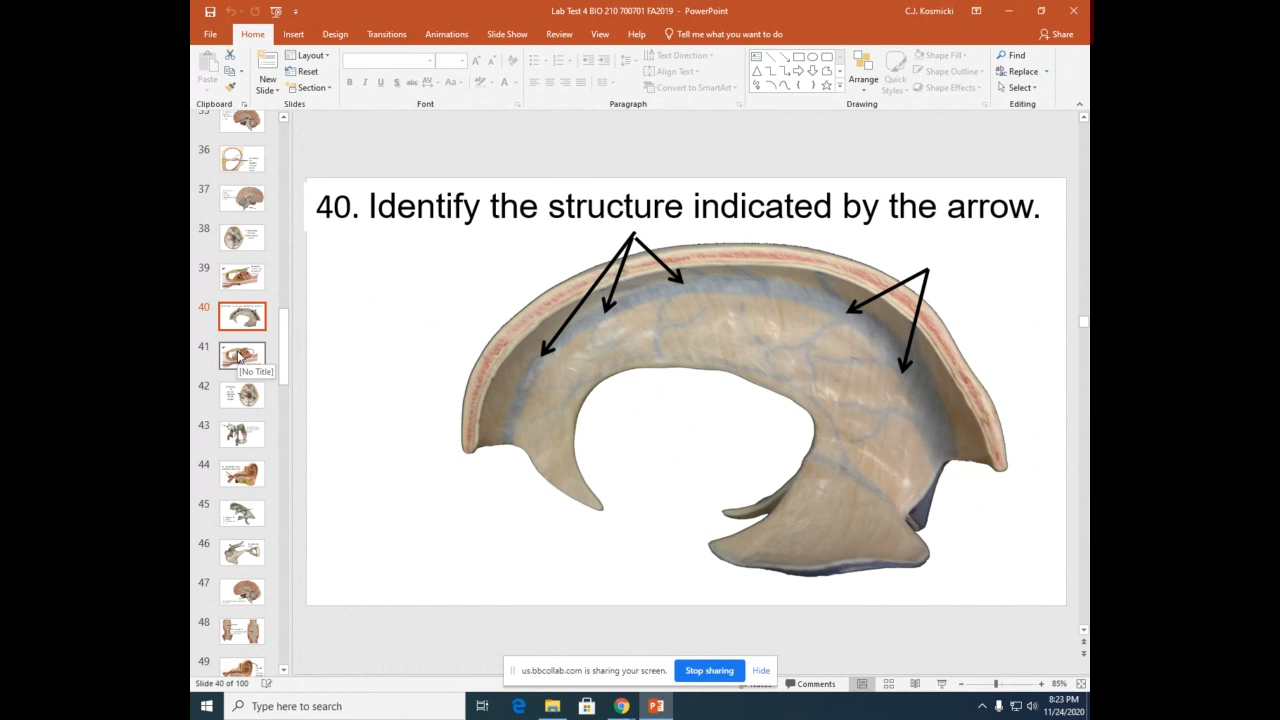 Lab Test 4 BIO 210 700701 FA2019 - PowerPoint
C.J. Kosmicki
File Home Insert Design Transitions Animations Slide Show Review View Help Tell me what you want to do Share
Paste
New Slide
Layout
Reset
Section
Text Direction
Align Text
Convert to SmartArt
Arrange
Quick Styles
Shape Fill
Shape Outline
Shape Effects
Find
Replace
Select
Clipboard Slides Font Paragraph Drawing Editing
35
36
37
38
39
40
41
[No Title]
42
43
44
45
46
47
48
49
40. Identify the structure indicated by the arrow.
us.bbcollab.com is sharing your screen. Stop sharing Hide
Slide 40 of 100 Notes Comments 85%
Type here to search
8:23 PM
11/24/2020